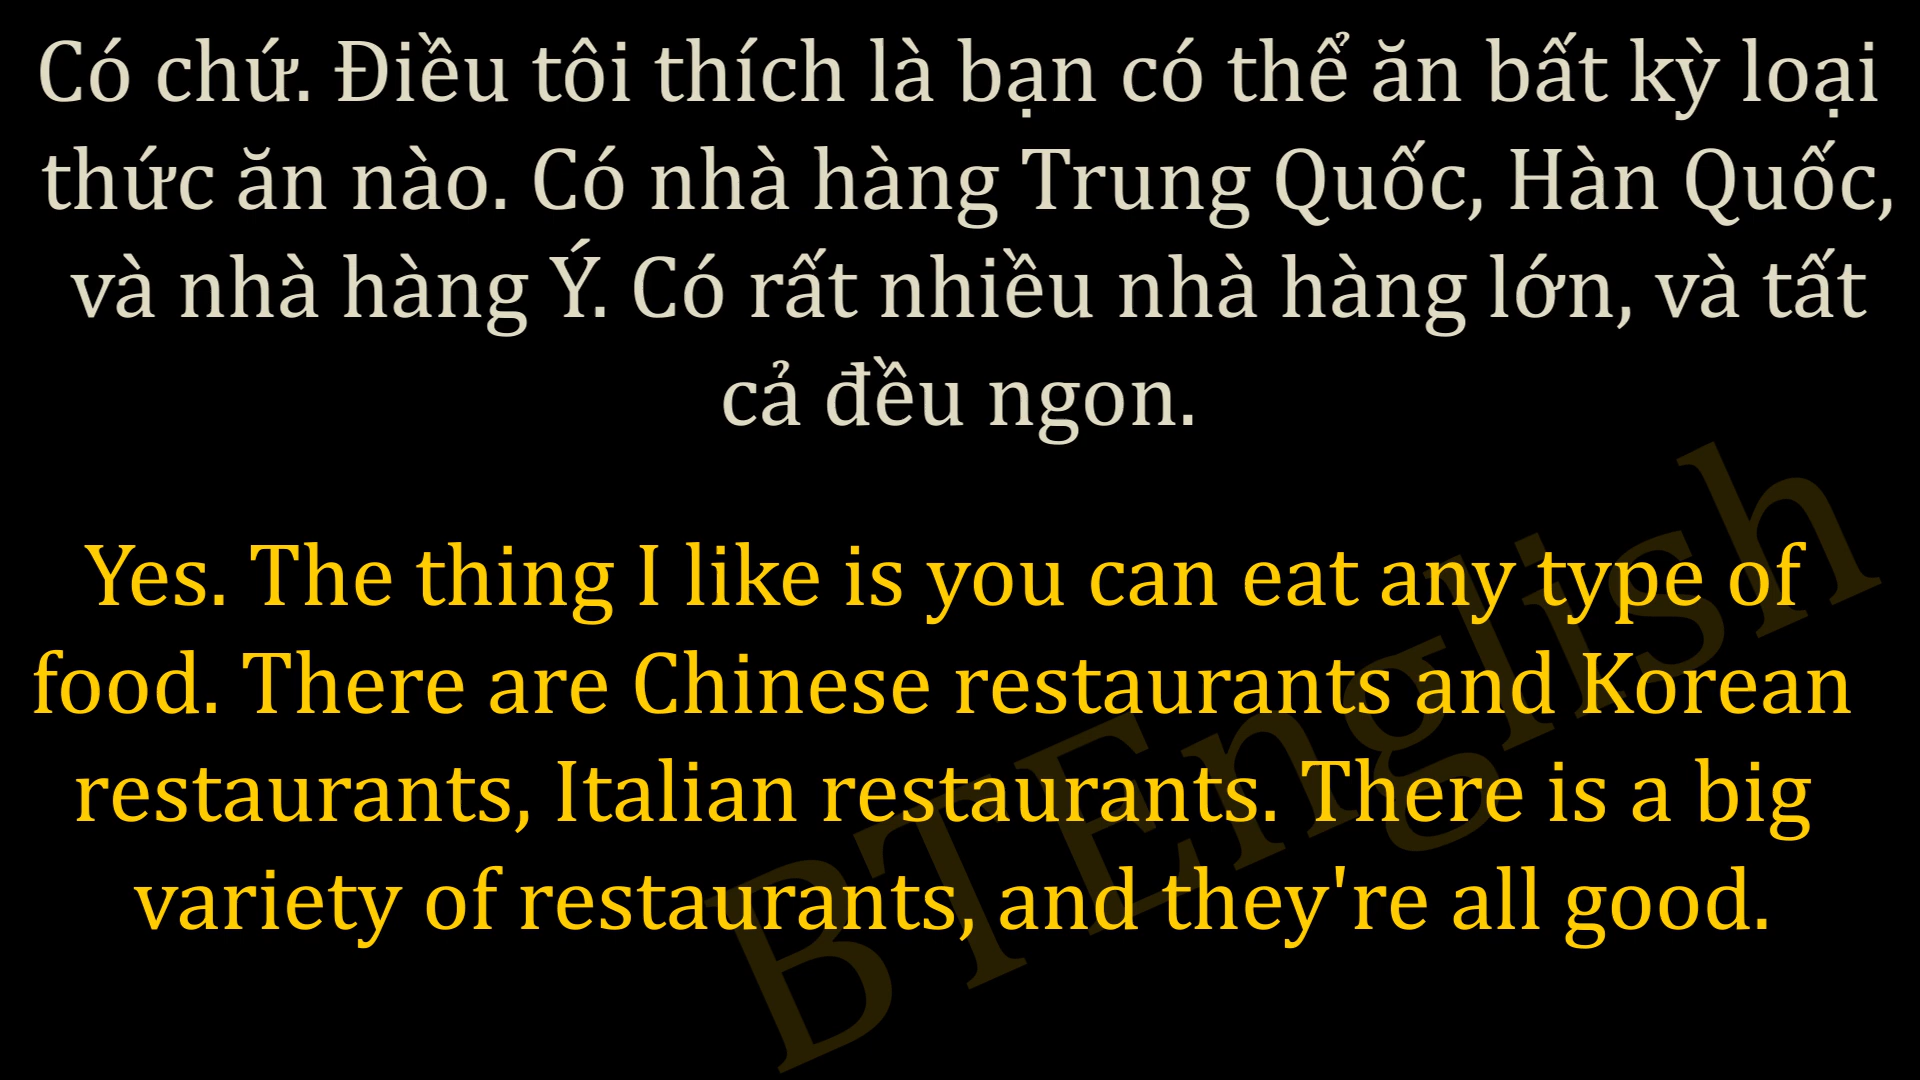 Có chứ. Điều tôi thích là bạn có thể ăn bất kỳ loại
thức ăn nào. Có nhà hàng Trung Quốc, Hàn Quốc,
và nhà hàng Ý. Có rất nhiều nhà hàng lớn, và tất
cả đều ngon.
Yes. The thing I like is you can eat any type of
food. There are Chinese restaurants and Korean
restaurants, Italian restaurants. There is a big
variety of restaurants, and they're all good.
BTEnglish